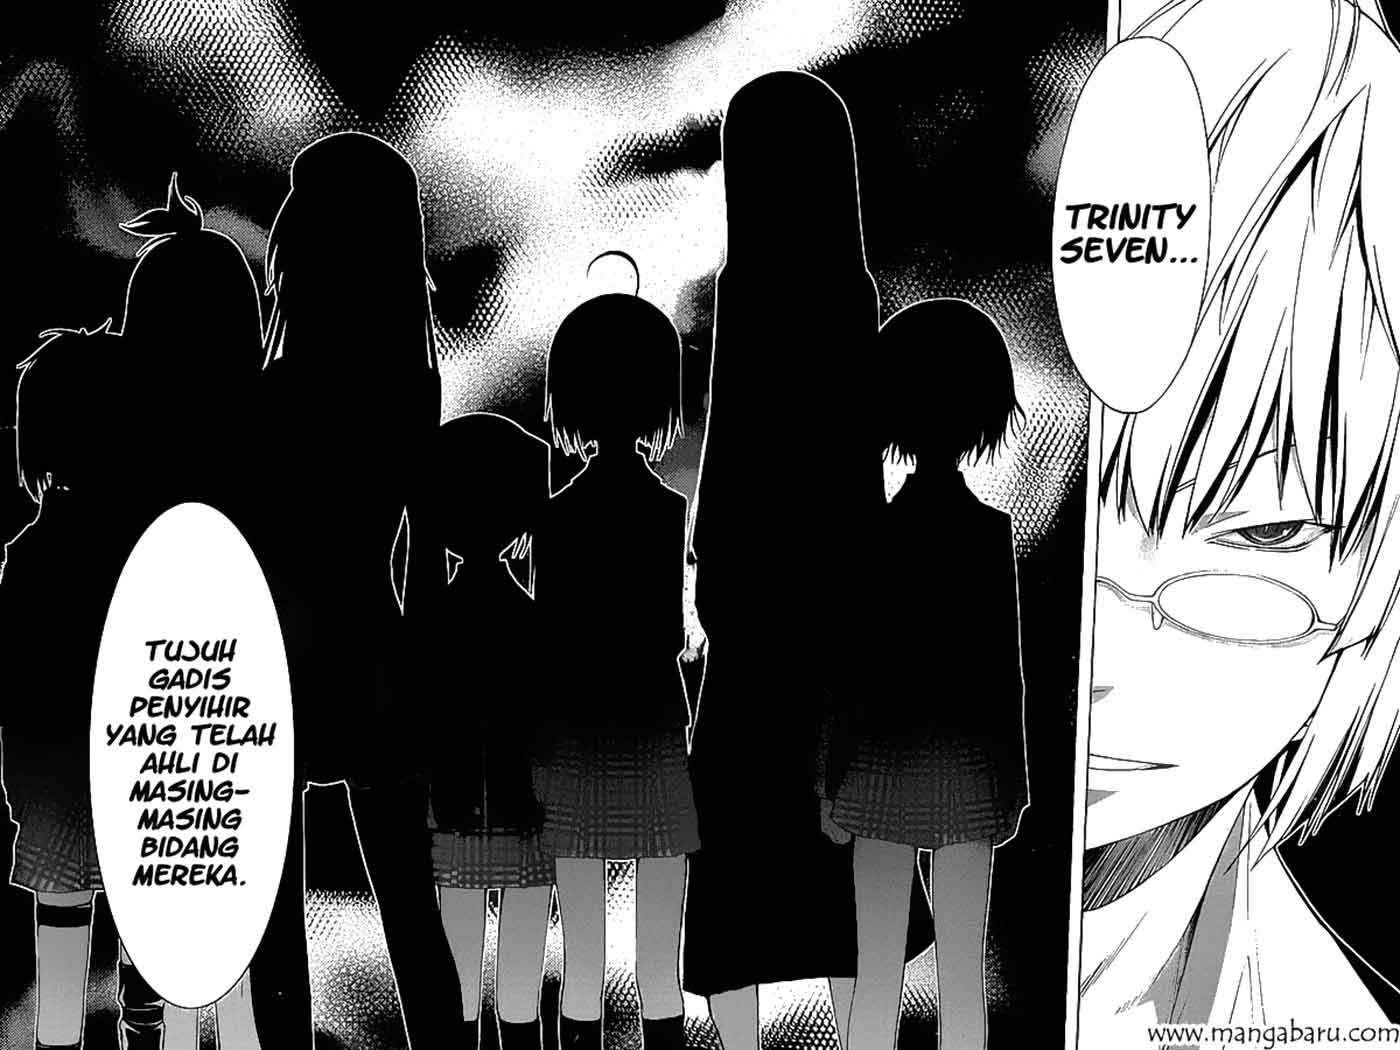 TRINITY
SEVEN...
TUJUH
GADIS
PENYIHIR
YANG TELAH
AHLI DI
MASING-
MASING
BIDANG
MEREKA.
www.mangabaru.com